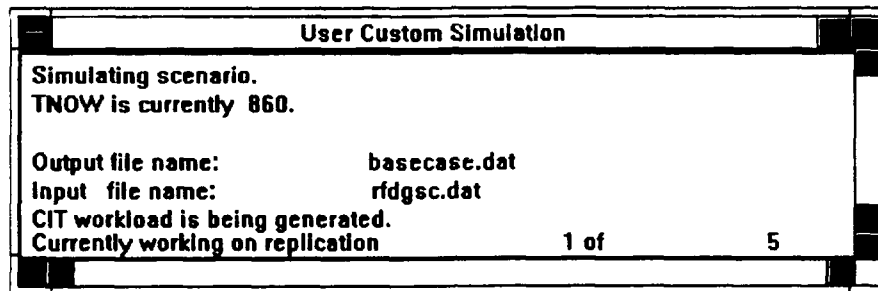 User Custom Simulation
Simulating scenario.
TNOW is currently 860.
Output file name: basecase.dat
Input file name: rfdgsc.dat
CIT workload is being generated.
Currently working on replication 1 of 5